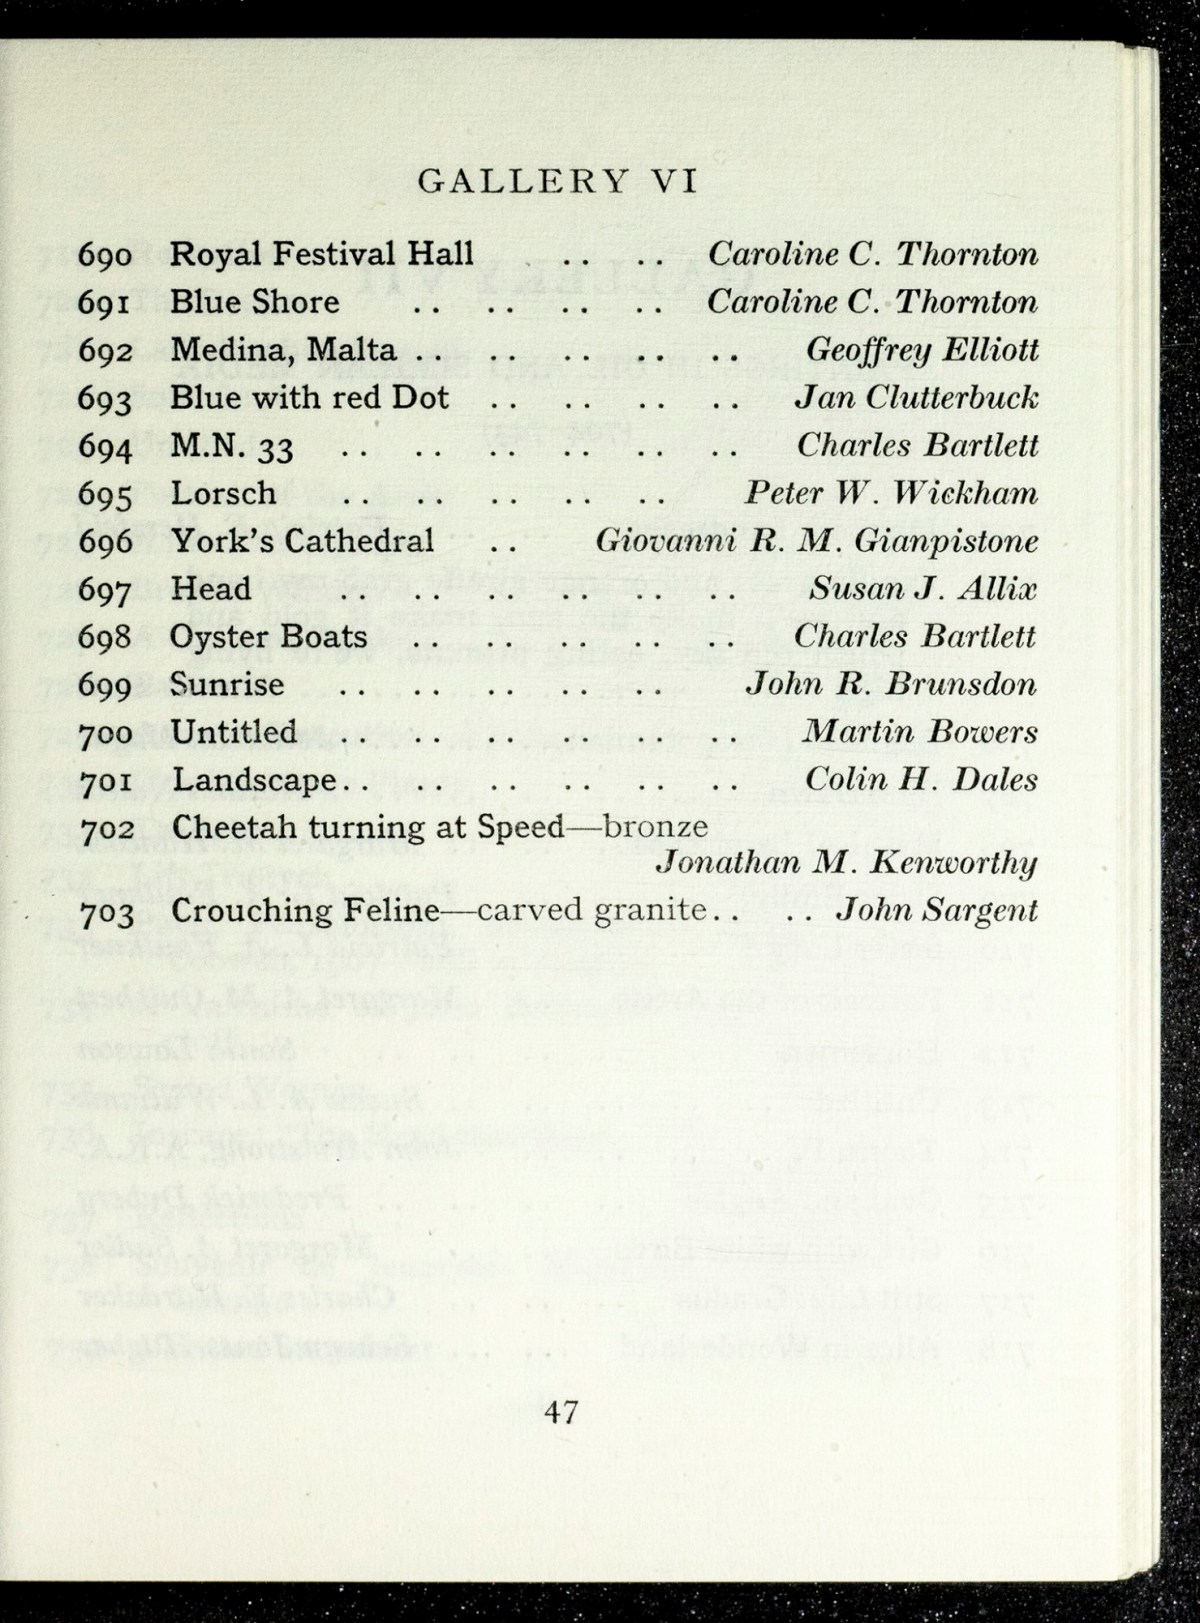 GALLERY VI
690 Royal Festival Hall . .. .. Caroline C. Thornton
691 Blue Shore .. .. .. .. Caroline C. Thornton
692 Medina, Malta .. .. .. .. .. Geoffrey Elliott
693 Blue with red Dot .. .. .. .. Jan Clutterbuck
694 M.N. 33 .. .. .. .. .. .. Charles Bartlett
695 Lorsch .. .. .. .. .. Peter W. Wickham
696 York's Cathedral .. Giovanni R. M. Gianpistone
697 Head .. .. .. .. .. .. Susan J. Allix
698 Oyster Boats .. .. .. .. .. Charles Bartlett
699 Sunrise .. .. .. .. .. John R. Brunsdon
700 Untitled .. .. .. .. .. .. Martin Bowers
701 Landscape.. .. .. .. .. .. Colin H. Dales
702 Cheetah turning at Speed—bronze
Jonathan M. Kenworthy
703 Crouching Feline—carved granite.. .. John Sargent
47